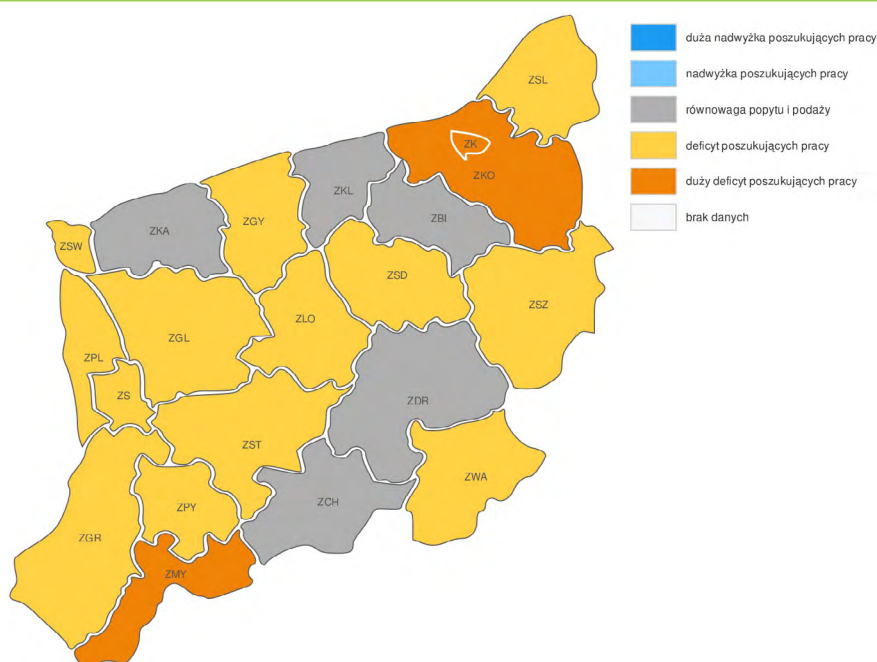 duża nadwyżka poszukujących pracy
nadwyżka poszukujących pracy
równowaga popytu i podaży
deficyt poszukujących pracy
duży deficyt poszukujących pracy
brak danych
ZSL
ZK
ZKO
ZKL
ZBI
ZGY
ZKA
ZSW
ZSD
ZSZ
ZLO
ZGL
ZPL
ZS
ZDR
ZST
ZWA
ZCH
ZPY
ZGR
ZMY